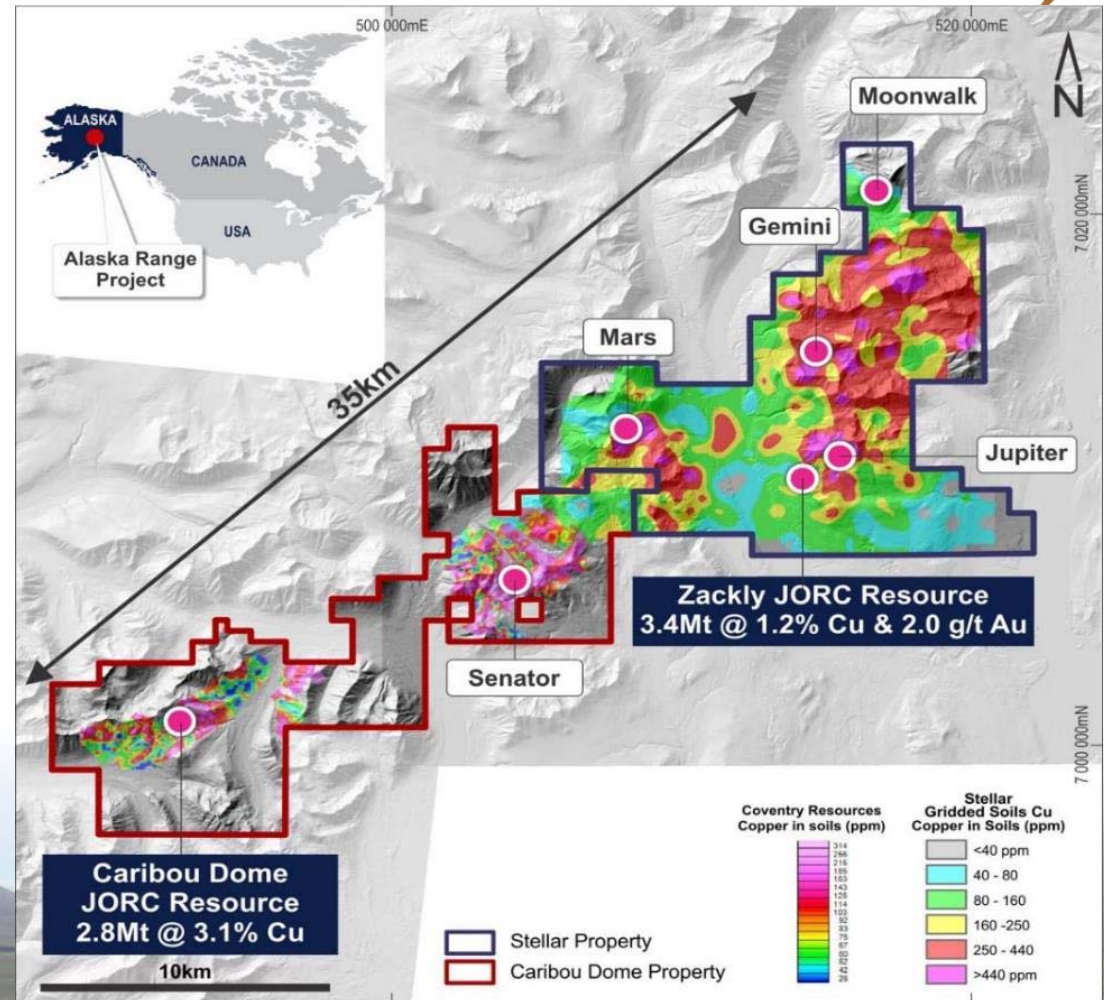 500 000mE
520 000mE
N
ALASKA
CANADA
USA
Alaska Range
Project
Moonwalk
Gemini
7 020 000mN
Mars
35km
Jupiter
Zackly JORC Resource
3.4Mt @ 1.2% Cu & 2.0 g/t Au
Senator
7 000 000mN
Caribou Dome
JORC Resource
2.8Mt @ 3.1% Cu
10km
Stellar Property
Caribou Dome Property
Coventry Resources
Copper in soils (ppm)
314
143
114
Stellar
Gridded Soils Cu
Copper in Soils (ppm)
<40 ppm
40 - 80
80 - 160
160 -250
250 - 440
>440 ppm